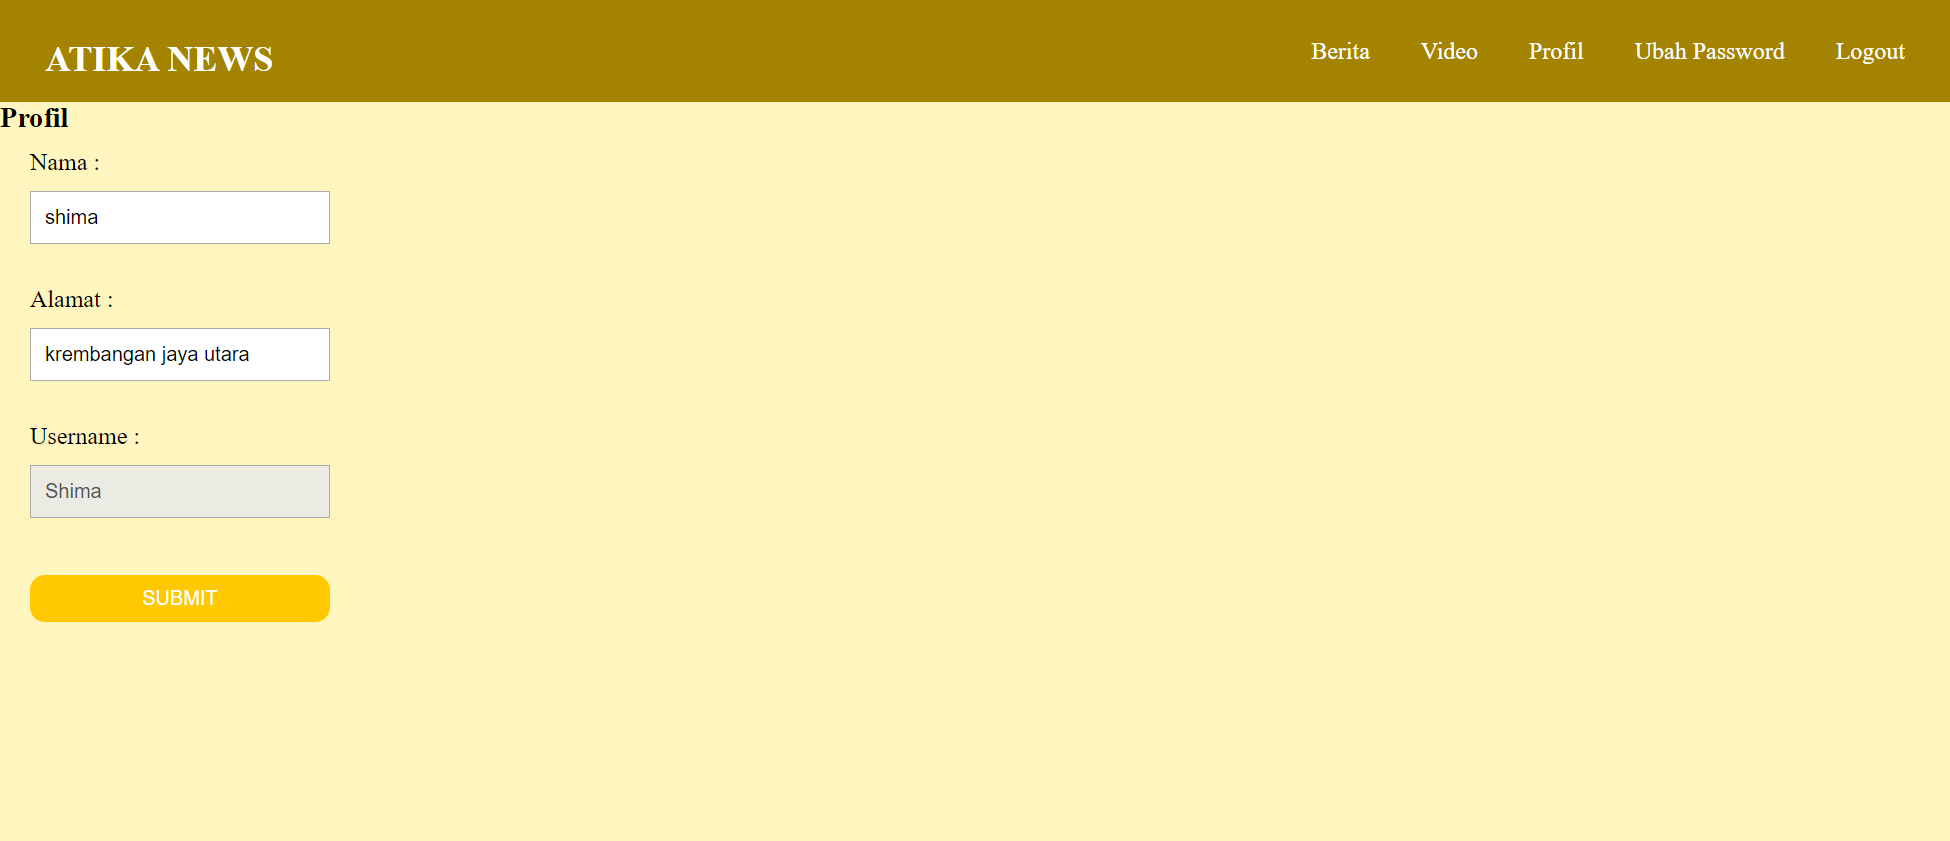 ATIKA NEWS
Berita Video Profil Ubah Password Logout
Profil
Nama :
shima
Alamat :
krembangan jaya utara
Username :
Shima
SUBMIT